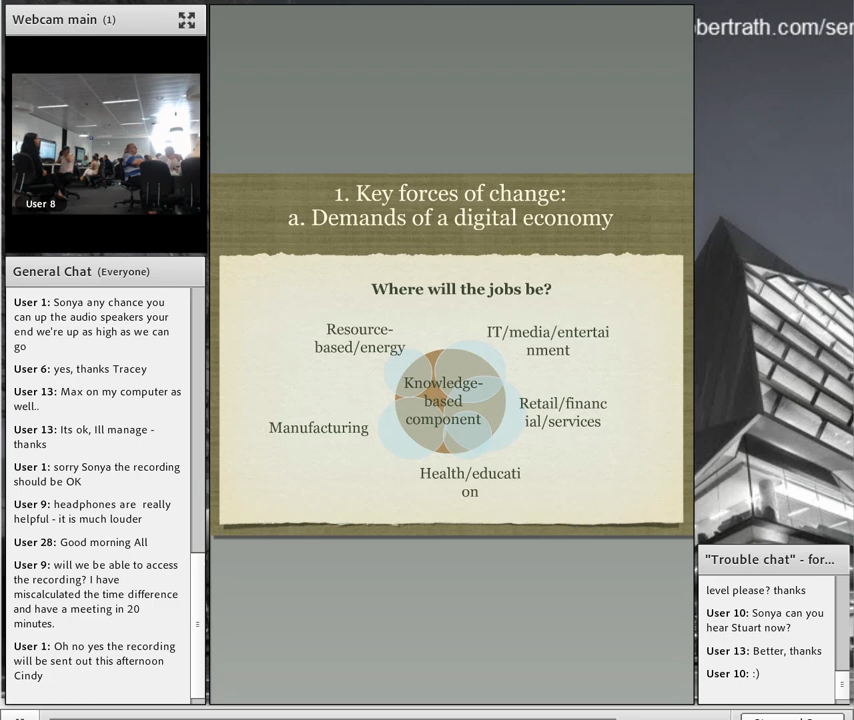 Webcam main (1)
User 8
General Chat (Everyone)
User 1: Sonya any chance you
can up the audio speakers your
end we're up as high as we can
go
User 6: yes, thanks Tracey
User 13: Max on my computer as
well..
User 13: Its ok, Ill manage -
thanks
User 1: sorry Sonya the recording
should be OK
User 9: headphones are really
helpful - it is much louder
User 28: Good morning All
User 9: will we be able to access
the recording? I have
miscalculated the time difference
and have a meeting in 20
minutes.
User 1: Oh no yes the recording
will be sent out this afternoon
Cindy
1. Key forces of change:
a. Demands of a digital economy
Where will the jobs be?
Resource-
based/energy
IT/media/entertai
nment
Knowledge-
based
component
Retail/financ
ial/services
Manufacturing
Health/educati
on
bertrath.com/ser
"Trouble chat" - for...
level please? thanks
User 10: Sonya can you
hear Stuart now?
User 13: Better, thanks
User 10: :)